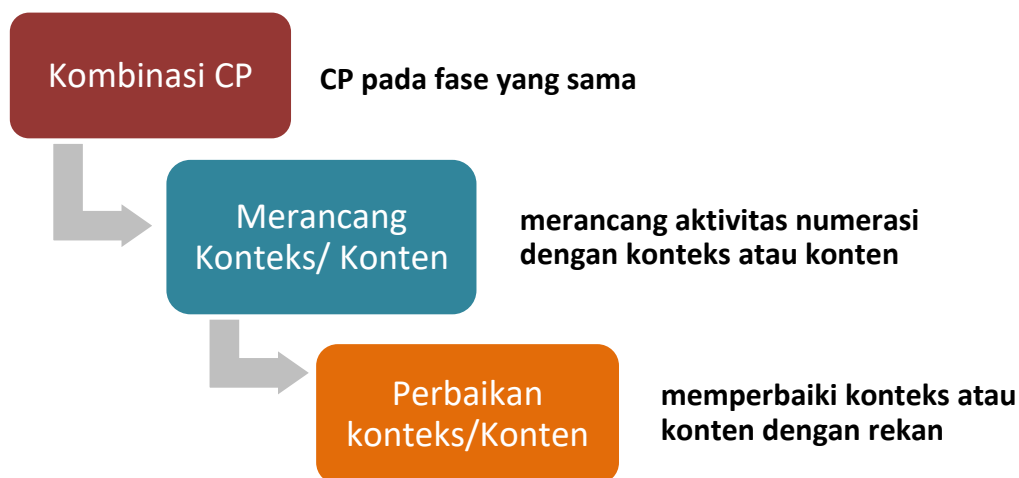 Kombinasi CP
CP pada fase yang sama
Merancang
Konteks/ Konten
merancang aktivitas numerasi
dengan konteks atau konten
Perbaikan
konteks/Konten
memperbaiki konteks atau
konten dengan rekan